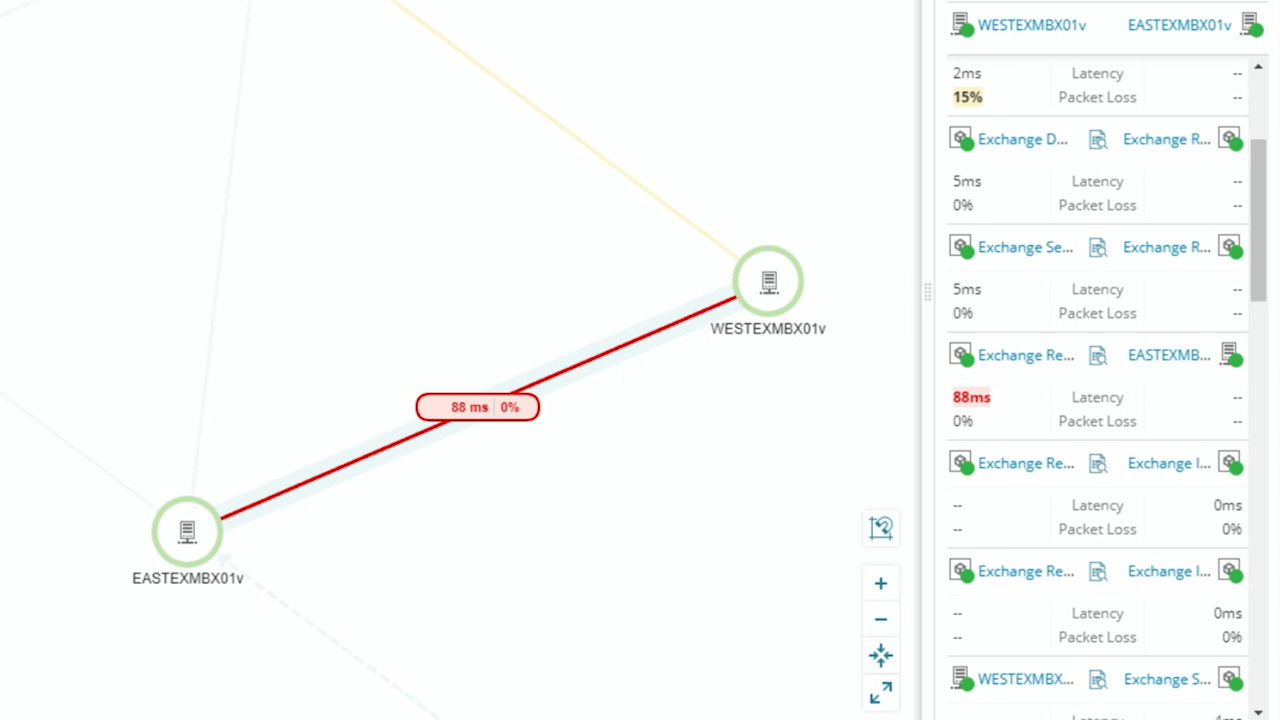 WESTEXMBX01v EASTEXMBX01v
2ms Latency --
15% Packet Loss --
Exchange D... Exchange R...
5ms Latency --
0% Packet Loss --
Exchange Se... Exchange R...
5ms Latency --
0% Packet Loss --
Exchange Re... EASTEXMB...
88ms Latency --
0% Packet Loss --
Exchange Re... Exchange I...
-- Latency 0ms
-- Packet Loss 0%
Exchange Re... Exchange I...
-- Latency 0ms
-- Packet Loss 0%
WESTEXMBX... Exchange S...
WESTEXMBX01v
88 ms 0%
EASTEXMBX01v